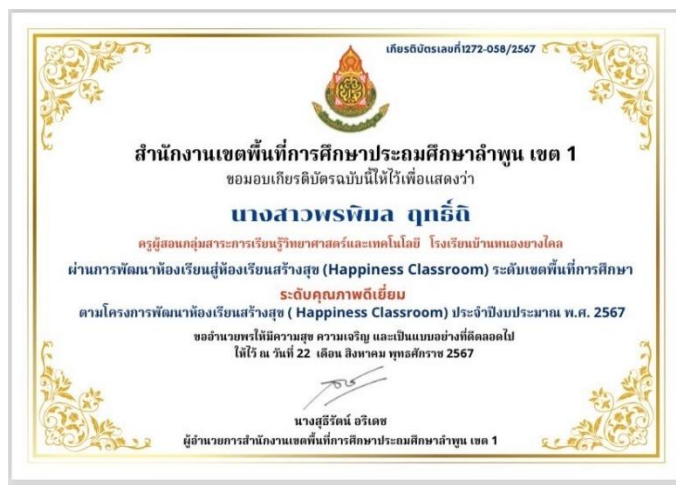 เกียรติบัตรเลขที่1272-058/2567
สำนักงานเขตพื้นที่การศึกษาประถมศึกษาลำพูน เขต 1
ขอมอบเกียรติบัตรฉบับนี้ให้ไว้เพื่อแสดงว่า
นางสาวพรพิมล ฤทธิ์ถิ
ครูผู้สอนกลุ่มสาระการเรียนรู้วิทยาศาสตร์และเทคโนโลยี โรงเรียนบ้านหนองยางไคล
ผ่านการพัฒนาห้องเรียนสู่ห้องเรียนสร้างสุข (Happiness Classroom) ระดับเขตพื้นที่การศึกษา
ระดับคุณภาพดีเยี่ยม
ตามโครงการพัฒนาห้องเรียนสร้างสุข ( Happiness Classroom) ประจำปีงบประมาณ พ.ศ. 2567
ขออำนวยพรให้มีความสุข ความเจริญ และเป็นแบบอย่างที่ดีตลอดไป
ให้ไว้ ณ วันที่ 22 เดือน สิงหาคม พุทธศักราช 2567
นางสุธีรัตน์ อริเดช
ผู้อำนวยการสำนักงานเขตพื้นที่การศึกษาประถมศึกษาลำพูน เขต 1